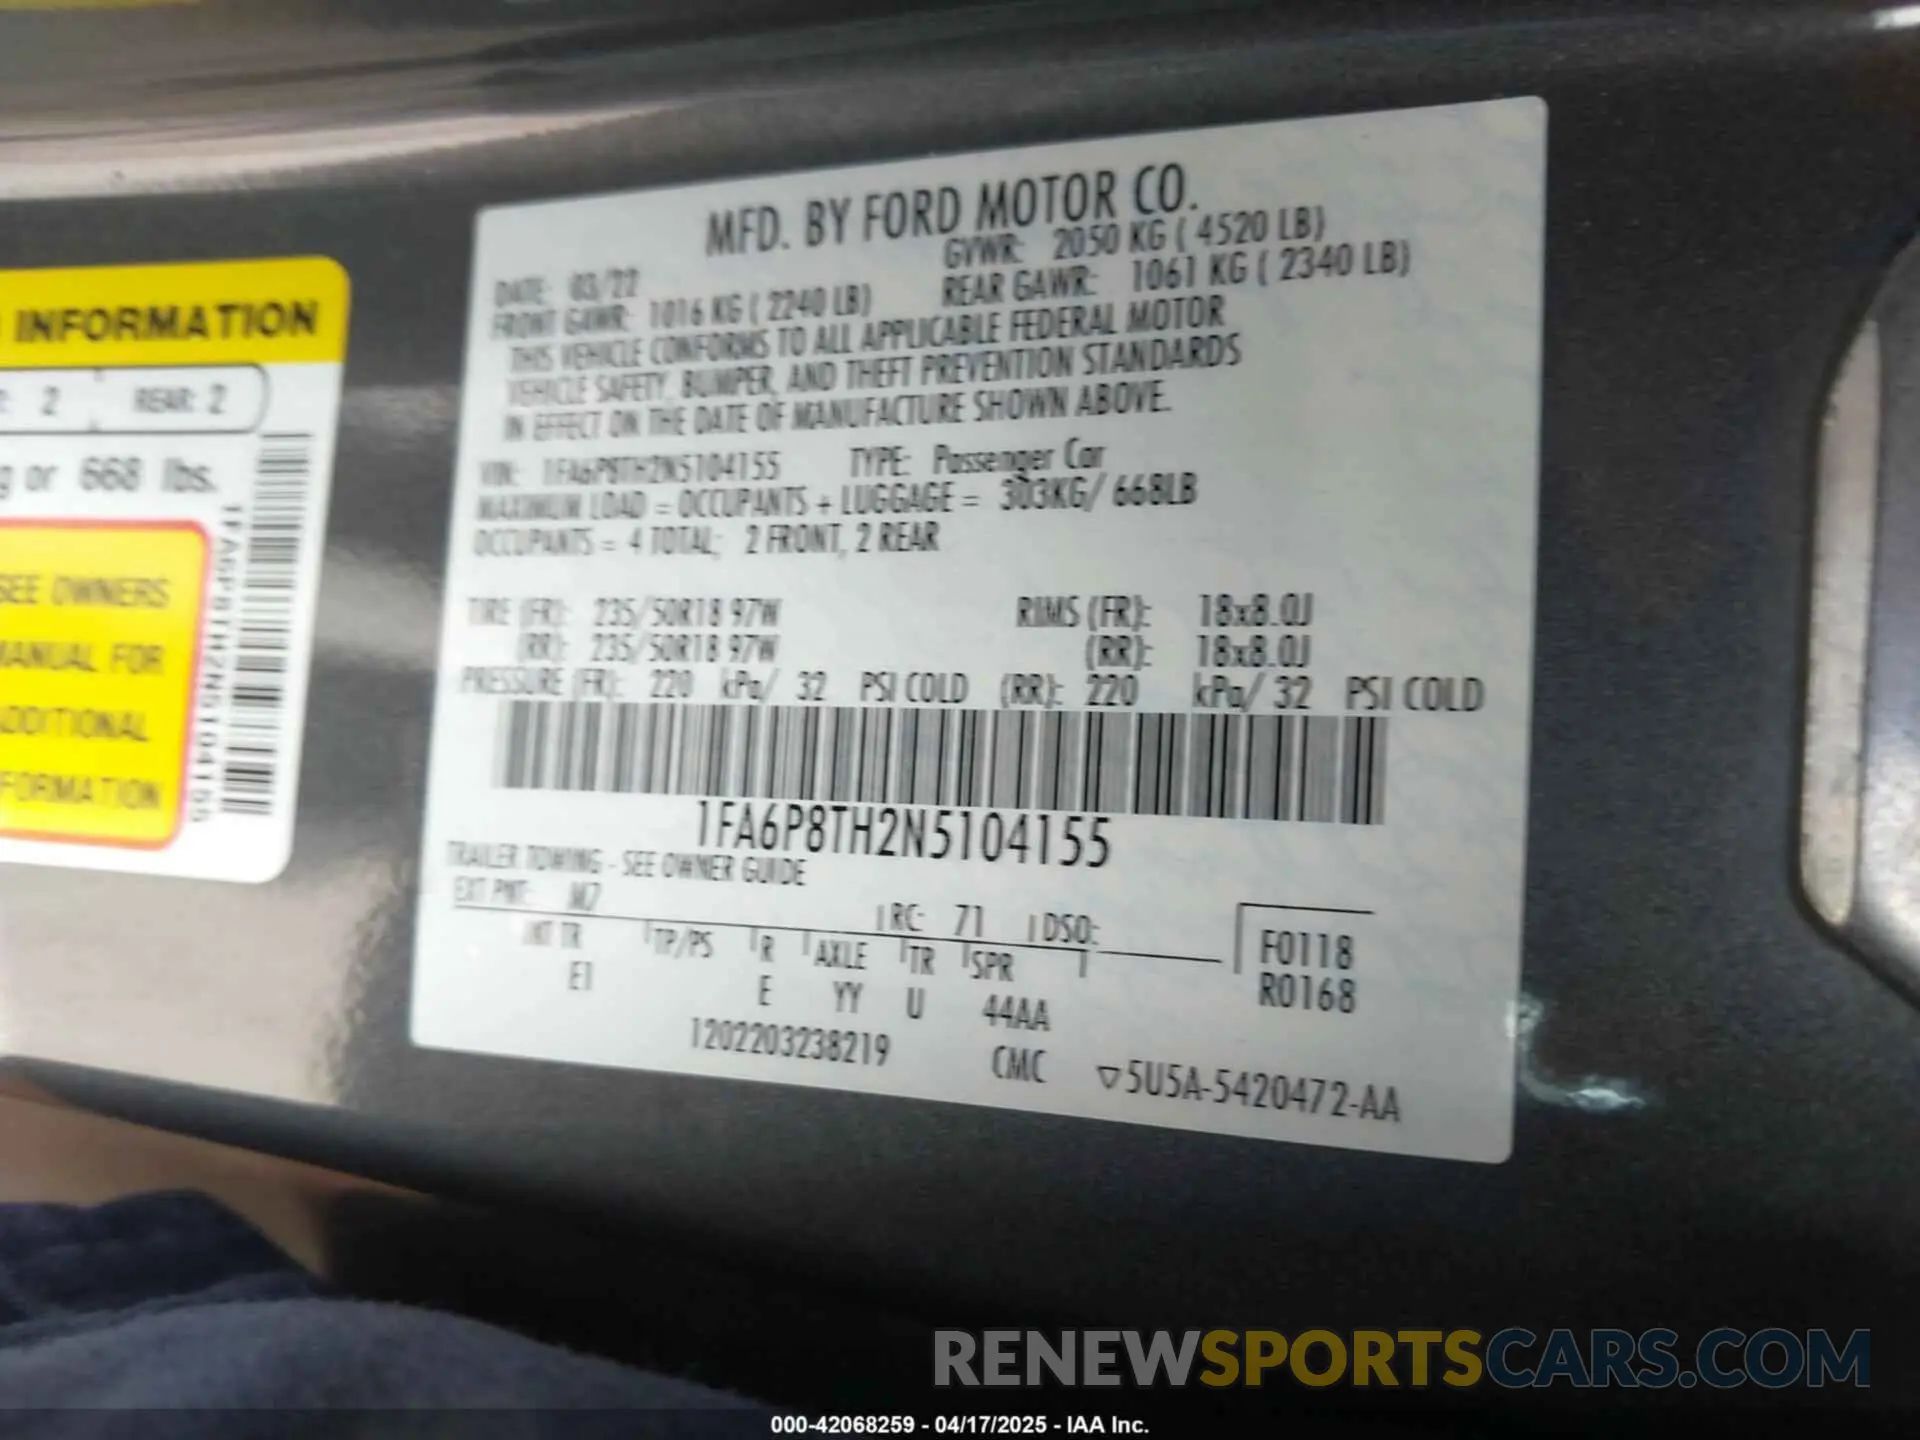 INFORMATION
2 REAR: 2
g or 668 lbs.
SEE OWNERS
MANUAL FOR
ADDITIONAL
FORMATION
1FA6P8TH2N5104155
MFD. BY FORD MOTOR CO.
DATE: 03/22 GVWR: 2050 KG ( 4520 LB)
FRONT GAWR: 1016 KG ( 2240 LB) REAR GAWR: 1061 KG ( 2340 LB)
THIS VEHICLE CONFORMS TO ALL APPLICABLE FEDERAL MOTOR
VEHICLE SAFETY, BUMPER, AND THEFT PREVENTION STANDARDS
IN EFFECT ON THE DATE OF MANUFACTURE SHOWN ABOVE.
VIN: 1FA6P8TH2N5104155 TYPE: Passenger Car
MAXIMUM LOAD = OCCUPANTS + LUGGAGE = 303KG/ 668LB
OCCUPANTS = 4 TOTAL; 2 FRONT, 2 REAR
TIRE (FR): 235/50R18 97W RIMS (FR): 18x8.0J
(RR): 235/50R18 97W (RR): 18x8.0J
PRESSURE (FR): 220 kPa/ 32 PSI COLD (RR): 220 kPa/ 32 PSI COLD
1FA6P8TH2N5104155
TRAILER TOWING - SEE OWNER GUIDE
EXT PNT: M7 RC: 71 DSO:
INT TR TP/PS R AXLE TR SPR F0118
E1 E YY U 44AA R0168
1202203238219 CMC ▽5U5A-5420472-AA
RENEWSPORTSCARS.COM
000-42068259 - 04/17/2025 - IAA Inc.